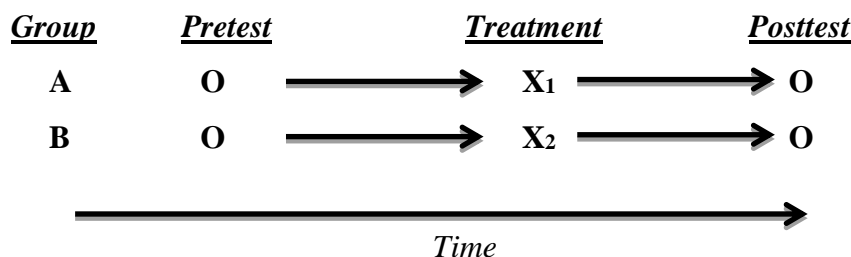 Group Pretest Treatment Posttest
A O X1 O
B O X2 O
Time